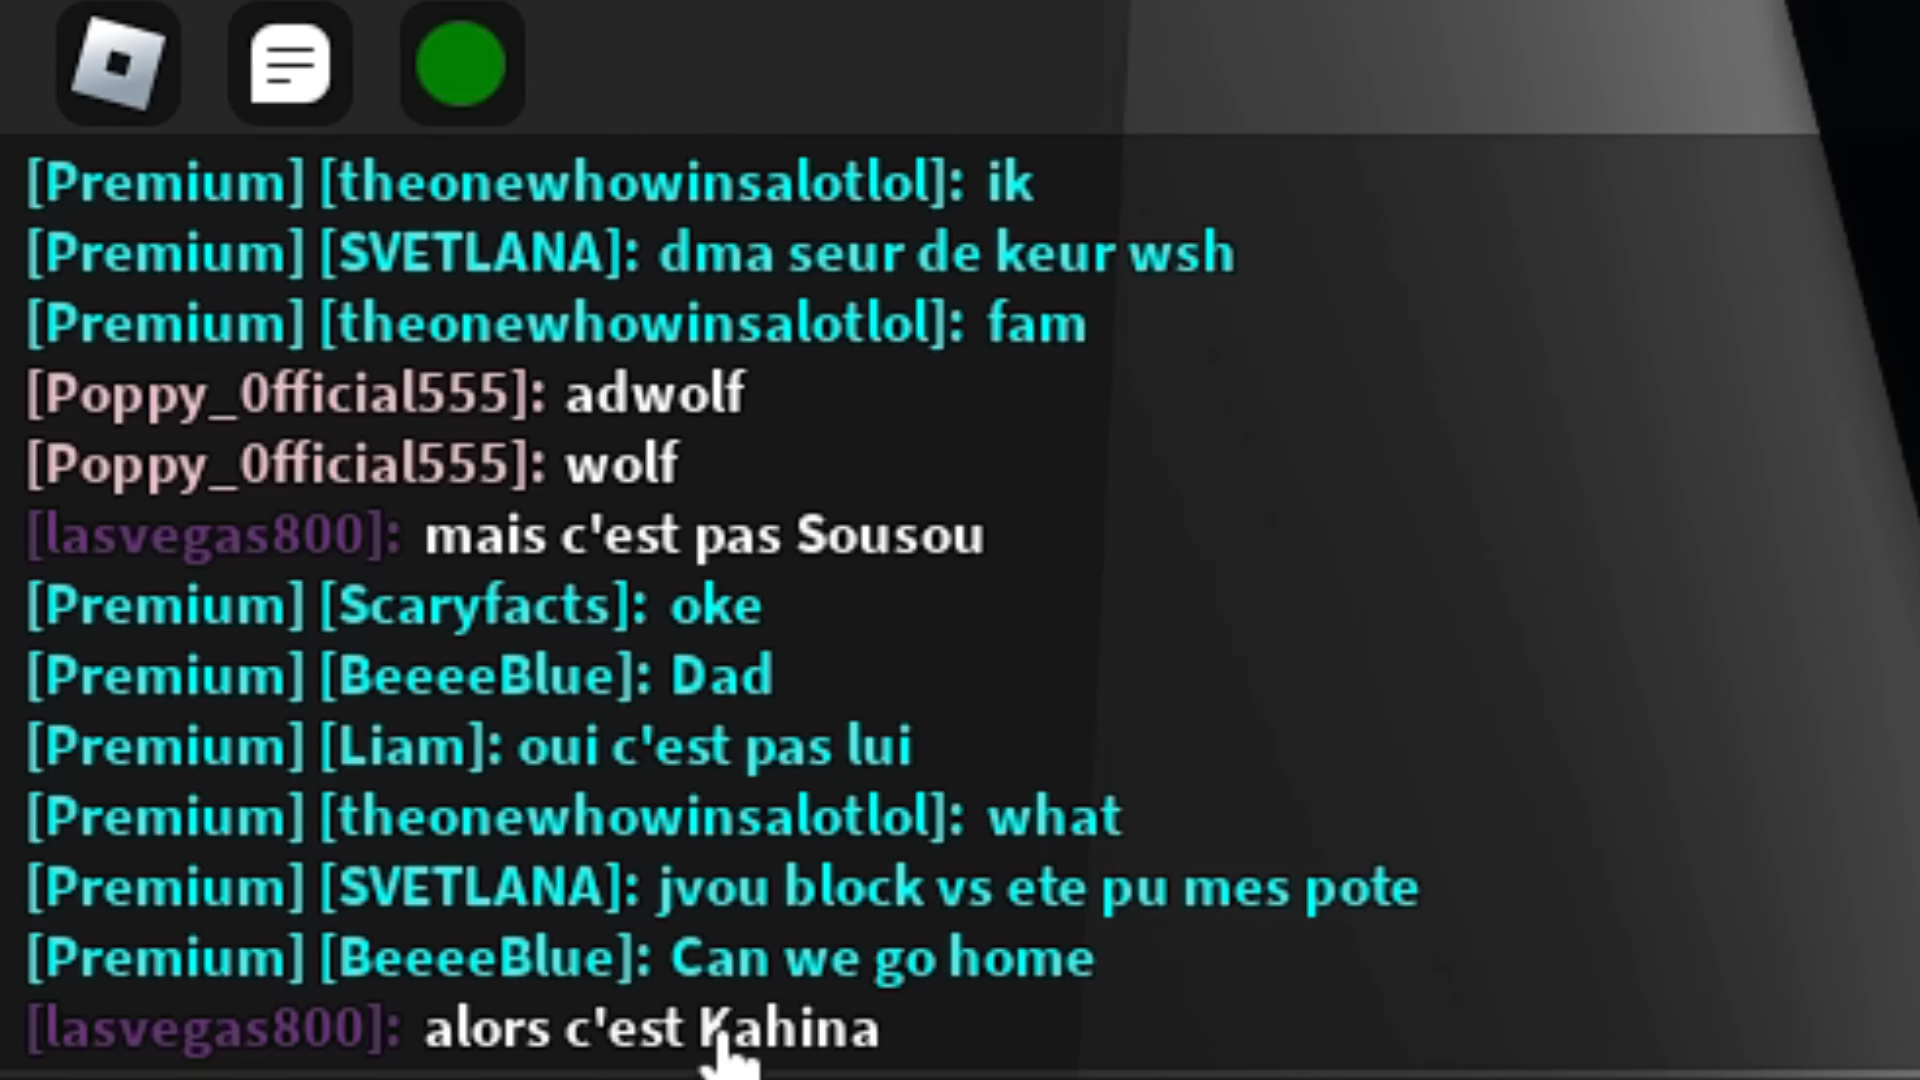 [Premium] [theonewhowinsalotlol]: ik
[Premium] [SVETLANA]: dma seur de keur wsh
[Premium] [theonewhowinsalotlol]: fam
[Poppy_0fficial555]: adwolf
[Poppy_0fficial555]: wolf
[lasvegas800]: mais c'est pas Sousou
[Premium] [Scaryfacts]: oke
[Premium] [BeeeeBlue]: Dad
[Premium] [Liam]: oui c'est pas lui
[Premium] [theonewhowinsalotlol]: what
[Premium] [SVETLANA]: jvou block vs ete pu mes pote
[Premium] [BeeeeBlue]: Can we go home
[lasvegas800]: alors c'est Kahina